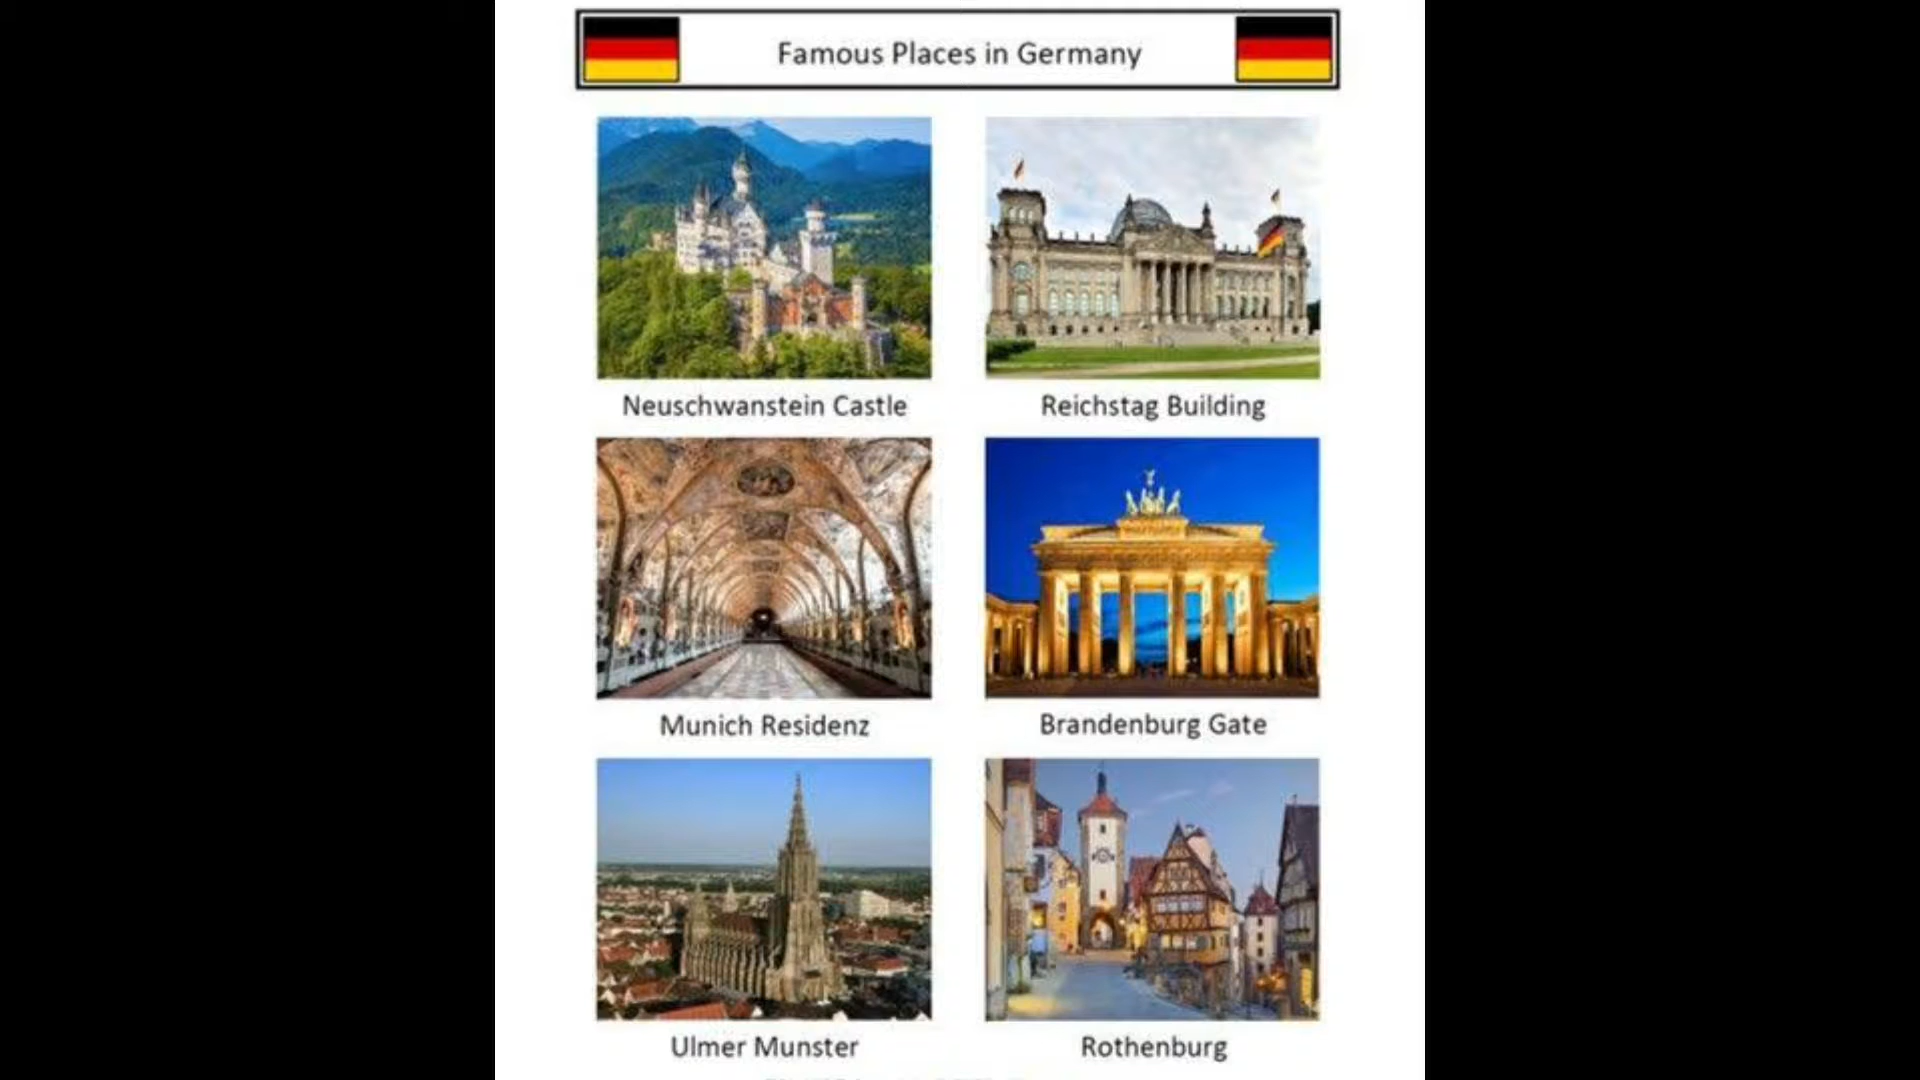 Famous Places in Germany
Neuschwanstein Castle
Reichstag Building
Munich Residenz
Brandenburg Gate
Ulmer Munster
Rothenburg